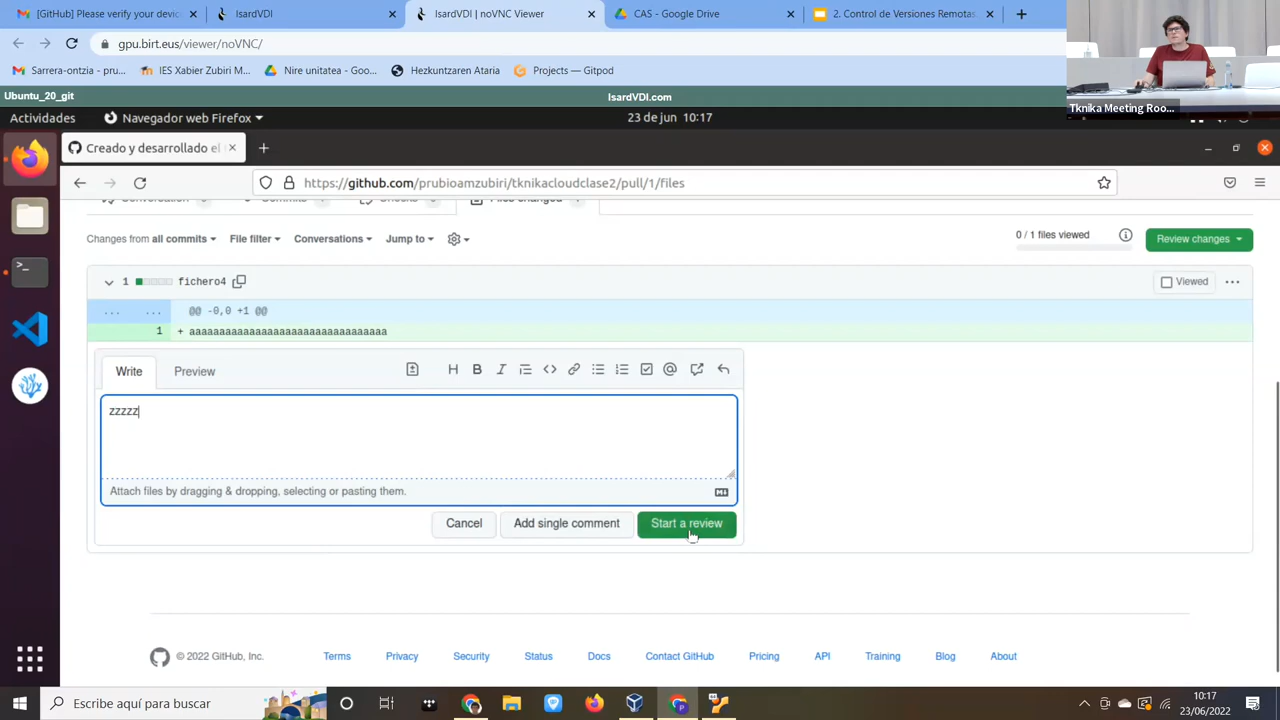 [GitHub] Please verify your devic
IsardVDI
IsardVDI | noVNC Viewer
CAS - Google Drive
2. Control de Versiones Remotas
gpu.birt.eus/viewer/noVNC/
Sarrera-ontzia - pru...
IES Xabier Zubiri M...
Nire unitatea - Goo...
Hezkuntzaren Ataria
Projects — Gitpod
Ubuntu_20_git
IsardVDI.com
Tknika Meeting Roo...
Actividades
Navegador web Firefox
23 de jun 10:17
Creado y desarrollado el
https://github.com/prubioamzubiri/tknikacloudclase2/pull/1/files
Changes from all commits
File filter
Conversations
Jump to
0 / 1 files viewed
Review changes
1 fichero4
Viewed
... ... @@ -0,0 +1 @@
1 + aaaaaaaaaaaaaaaaaaaaaaaaaaaaaaaaa
Write
Preview
zzzzz
Attach files by dragging & dropping, selecting or pasting them.
Cancel
Add single comment
Start a review
© 2022 GitHub, Inc.
Terms
Privacy
Security
Status
Docs
Contact GitHub
Pricing
API
Training
Blog
About
Escribe aquí para buscar
10:17
23/06/2022